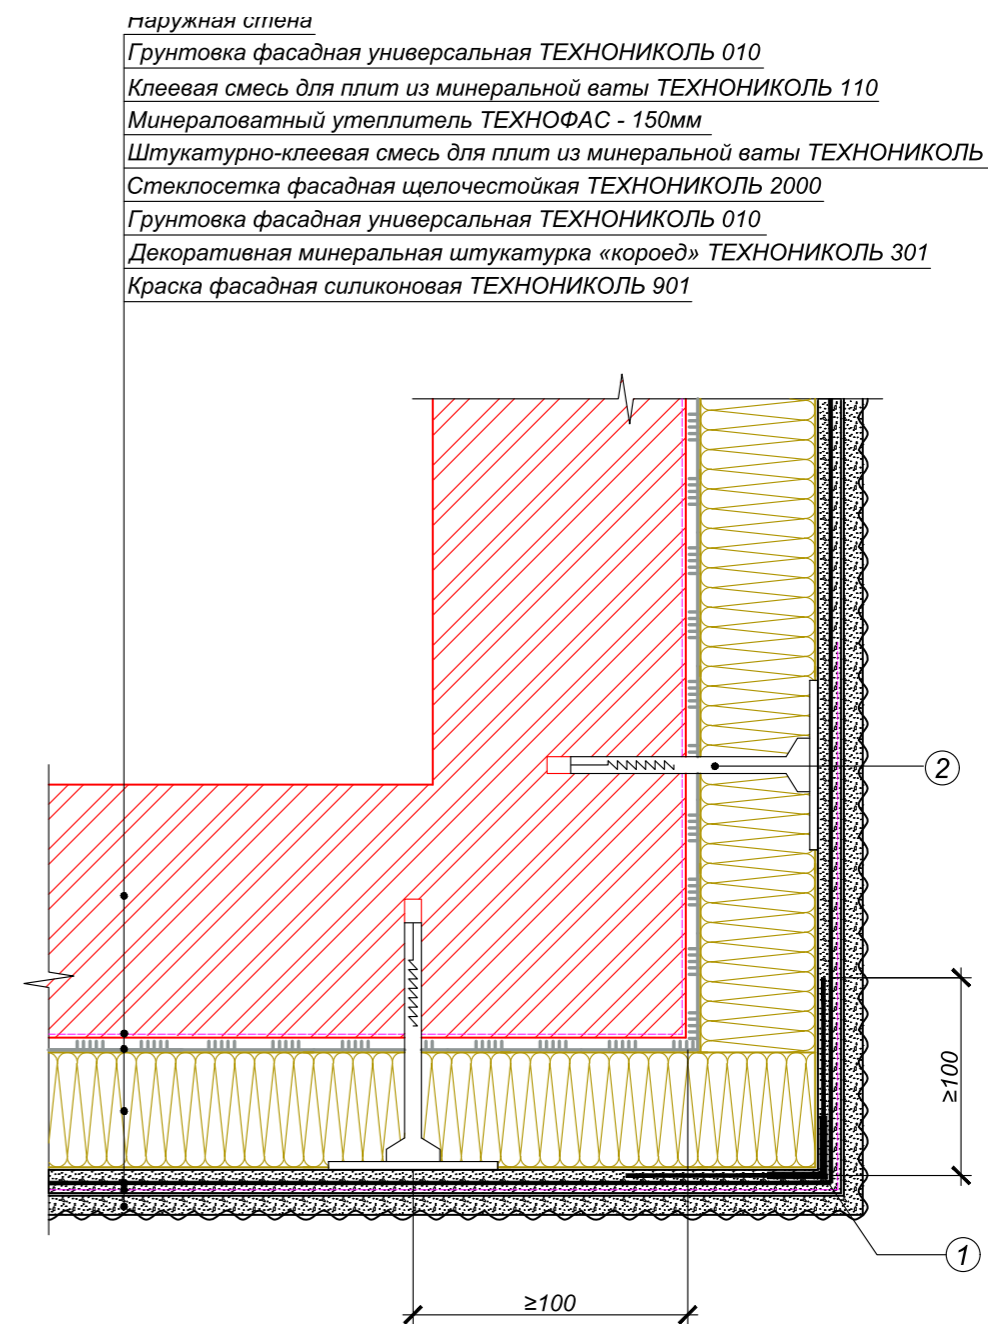 Наружная стена
Грунтовка фасадная универсальная ТЕХНОНИКОЛЬ 010
Клеевая смесь для плит из минеральной ваты ТЕХНОНИКОЛЬ 110
Минераловатный утеплитель ТЕХНОФАС - 150мм
Штукатурно-клеевая смесь для плит из минеральной ваты ТЕХНОНИКОЛЬ
Стеклосетка фасадная щелочестойкая ТЕХНОНИКОЛЬ 2000
Грунтовка фасадная универсальная ТЕХНОНИКОЛЬ 010
Декоративная минеральная штукатурка «короед» ТЕХНОНИКОЛЬ 301
Краска фасадная силиконовая ТЕХНОНИКОЛЬ 901
2
≥100
1
≥100